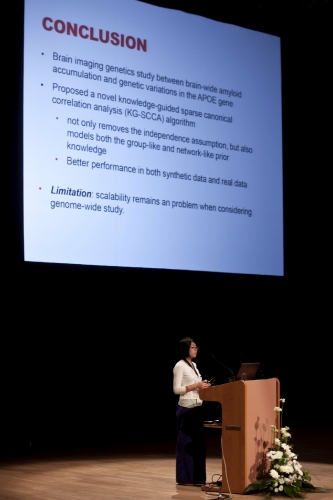 CONCLUSION
• Brain imaging genetics study between brain-wide amyloid
accumulation and genetic variations in the APOE gene
• Proposed a novel knowledge-guided sparse canonical
correlation analysis (KG-SCCA) algorithm
• not only removes the independence assumption, but also
models both the group-like and network-like prior
knowledge
• Better performance in both synthetic data and real data
• Limitation: scalability remains an problem when considering
genome-wide study.